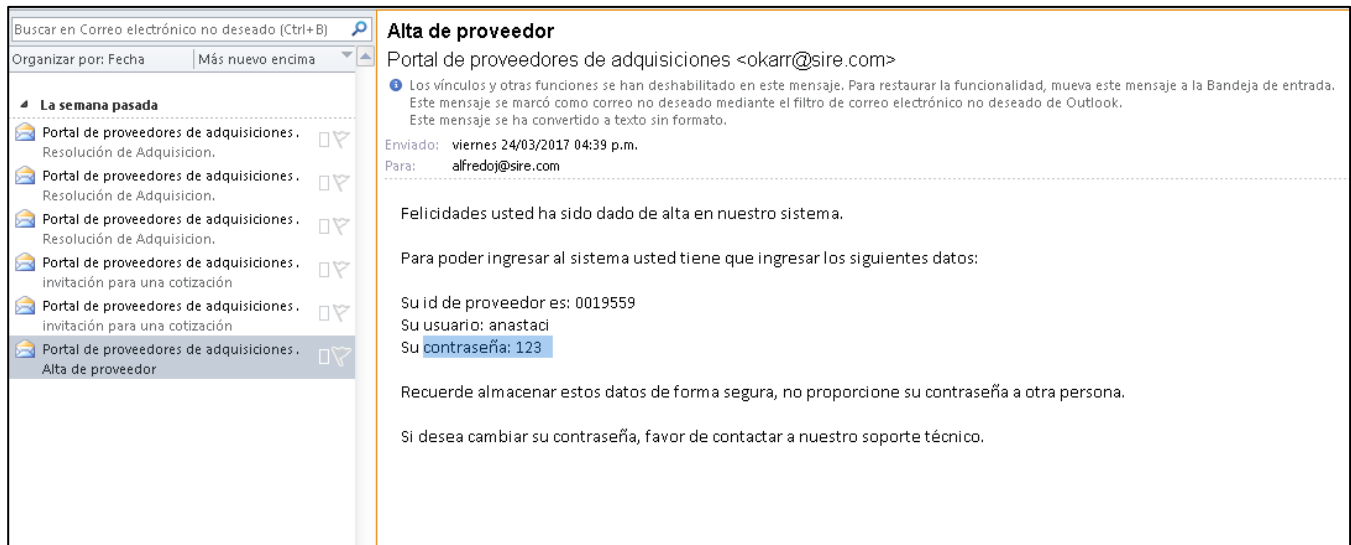 Buscar en Correo electrónico no deseado (Ctrl+B)
Organizar por: Fecha
Más nuevo encima
La semana pasada
Portal de proveedores de adquisiciones.
Resolución de Adquisicion.
Portal de proveedores de adquisiciones.
Resolución de Adquisicion.
Portal de proveedores de adquisiciones.
Resolución de Adquisicion.
Portal de proveedores de adquisiciones.
invitación para una cotización
Portal de proveedores de adquisiciones.
invitación para una cotización
Portal de proveedores de adquisiciones.
Alta de proveedor
Alta de proveedor
Portal de proveedores de adquisiciones <okarr@sire.com>
Los vínculos y otras funciones se han deshabilitado en este mensaje. Para restaurar la funcionalidad, mueva este mensaje a la Bandeja de entrada.
Este mensaje se marcó como correo no deseado mediante el filtro de correo electrónico no deseado de Outlook.
Este mensaje se ha convertido a texto sin formato.
Enviado: viernes 24/03/2017 04:39 p.m.
Para: alfredoj@sire.com
Felicidades usted ha sido dado de alta en nuestro sistema.
Para poder ingresar al sistema usted tiene que ingresar los siguientes datos:
Su id de proveedor es: 0019559
Su usuario: anastaci
Su contraseña: 123
Recuerde almacenar estos datos de forma segura, no proporcione su contraseña a otra persona.
Si desea cambiar su contraseña, favor de contactar a nuestro soporte técnico.